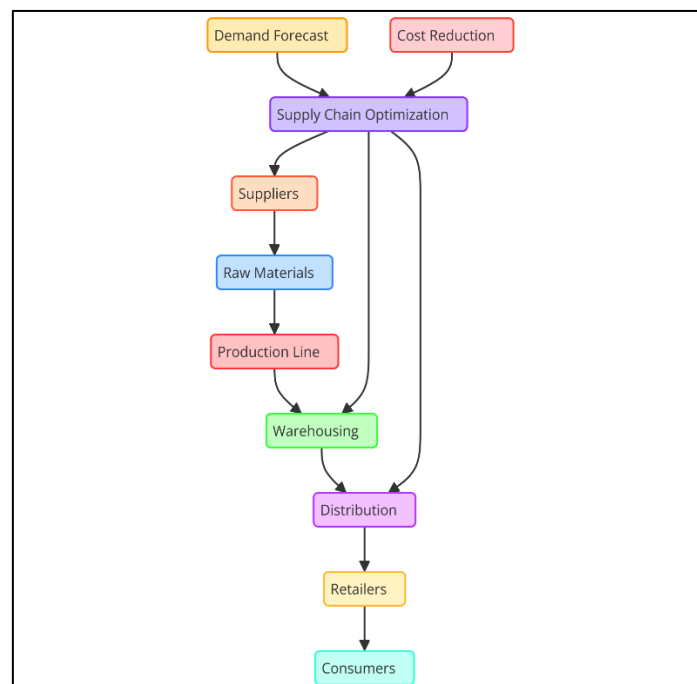 Demand Forecast
Cost Reduction
Supply Chain Optimization
Suppliers
Raw Materials
Production Line
Warehousing
Distribution
Retailers
Consumers